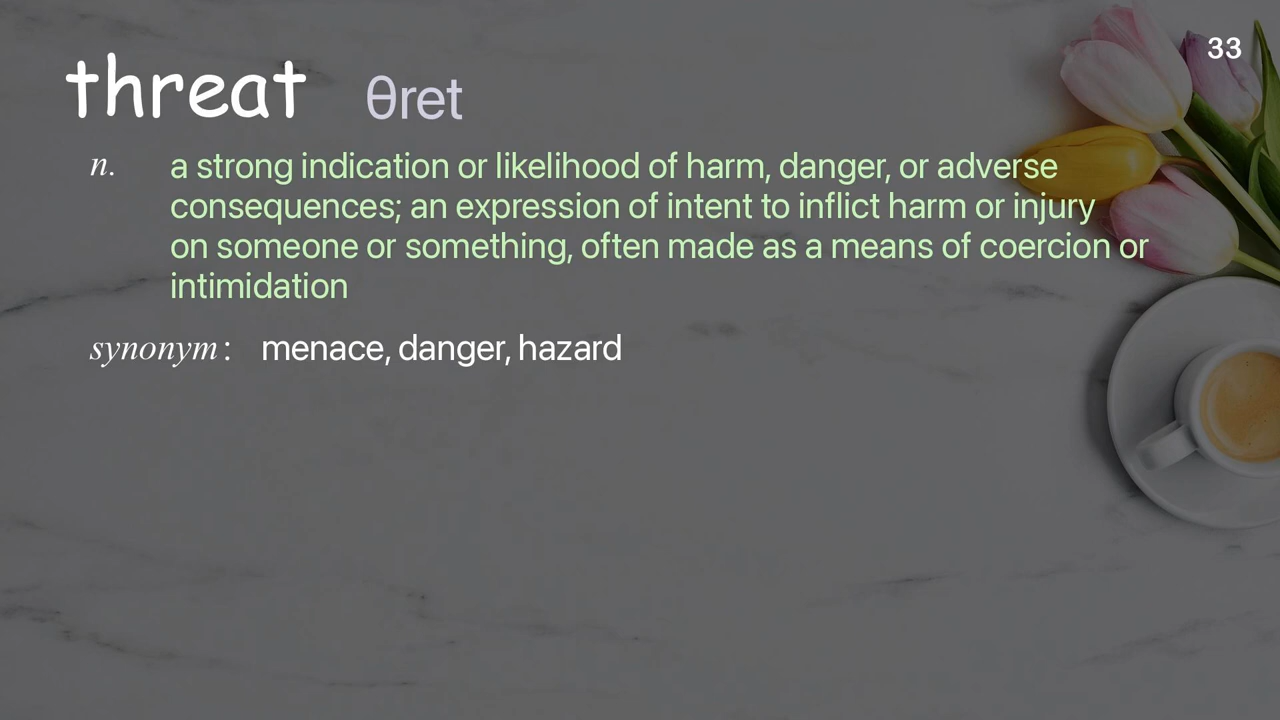 33
threat θret
n. a strong indication or likelihood of harm, danger, or adverse
consequences; an expression of intent to inflict harm or injury
on someone or something, often made as a means of coercion or
intimidation
synonym : menace, danger, hazard